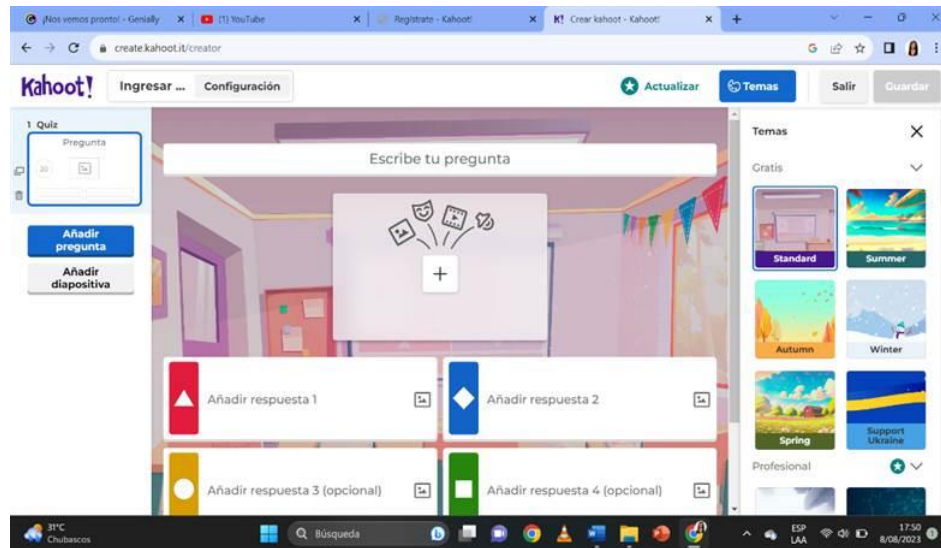 ¡Nos vemos pronto! - Genially
(1) YouTube
Regístrate - Kahoot!
K! Crear kahoot - Kahoot!
create.kahoot.it/creator
Kahoot!
Ingresar ...
Configuración
Actualizar
Temas
Salir
Guardar
1 Quiz
Pregunta
20
Añadir
pregunta
Añadir
diapositiva
Escribe tu pregunta
Añadir respuesta 1
Añadir respuesta 2
Añadir respuesta 3 (opcional)
Añadir respuesta 4 (opcional)
Temas
Gratis
Standard
Summer
Autumn
Winter
Spring
Support
Ukraine
Profesional
31°C
Chubascos
Búsqueda
ESP
LAA
17:50
8/08/2023